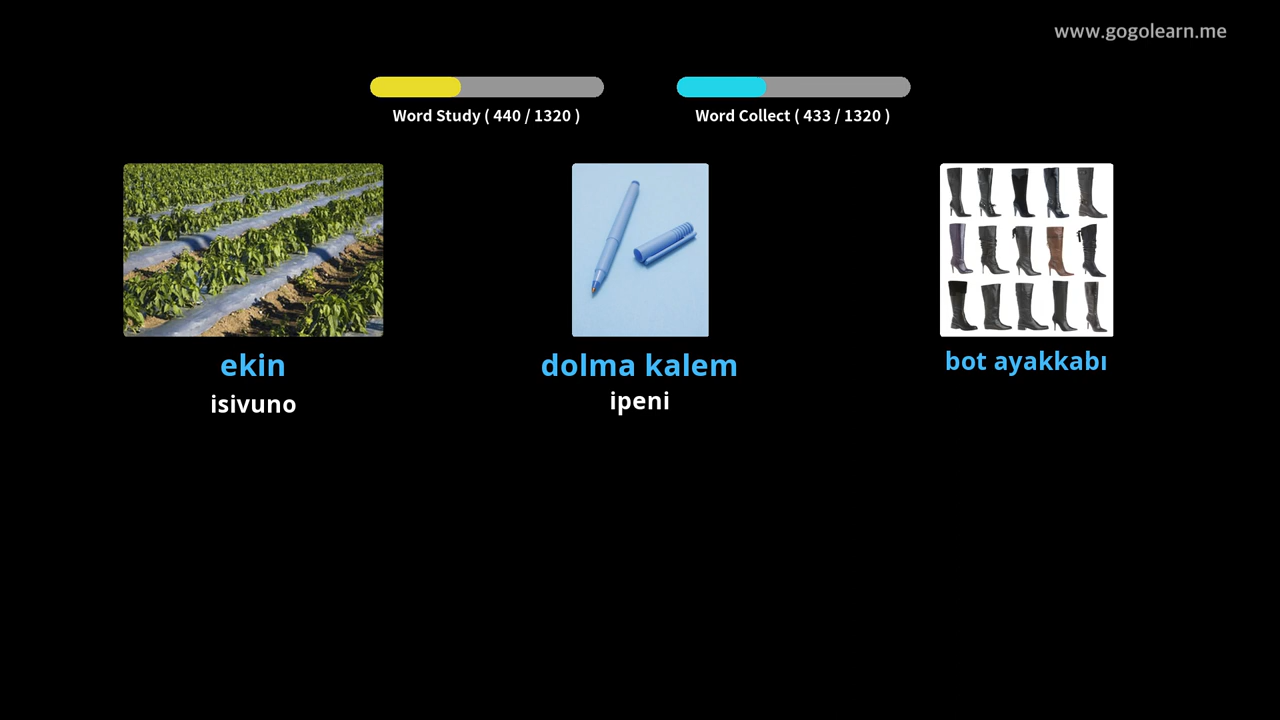 www.gogolearn.me
Word Study ( 440 / 1320 )
Word Collect ( 433 / 1320 )
ekin
isivuno
dolma kalem
ipeni
bot ayakkabı